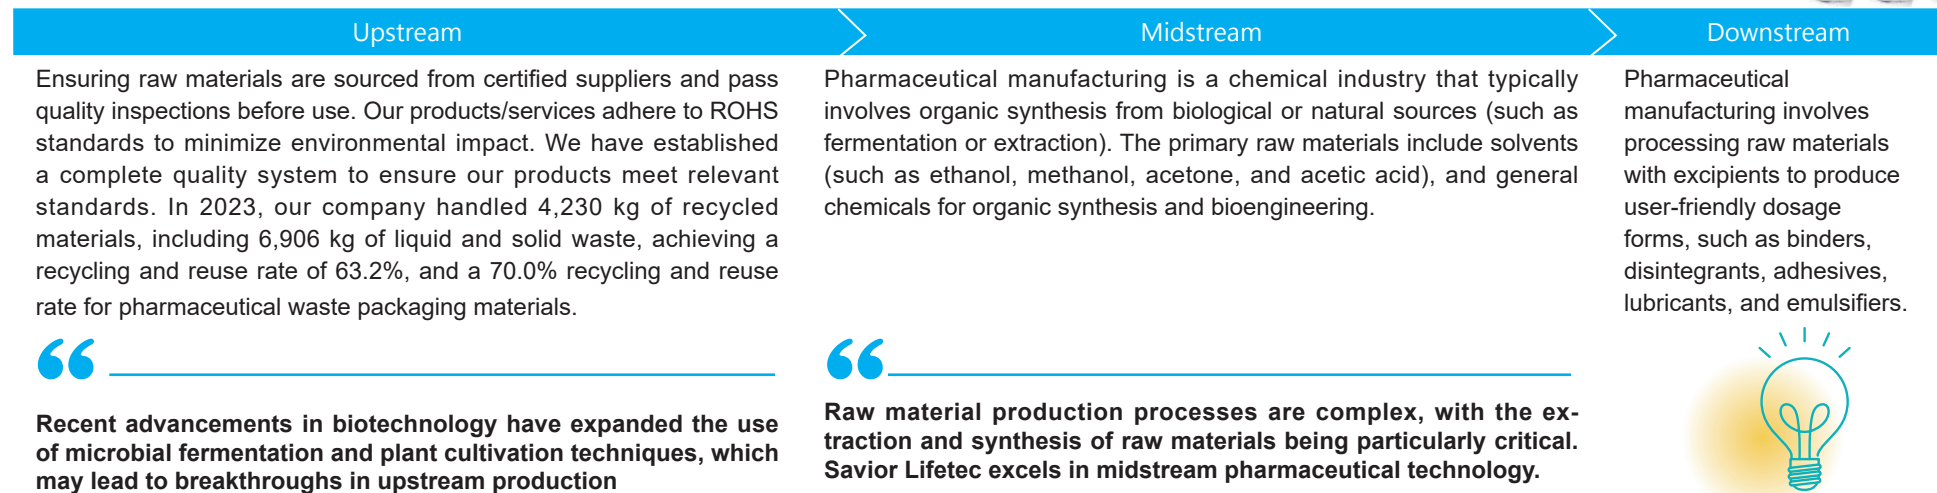 Upstream
Midstream
Downstream
Ensuring raw materials are sourced from certified suppliers and pass
quality inspections before use. Our products/services adhere to ROHS
standards to minimize environmental impact. We have established
a complete quality system to ensure our products meet relevant
standards. In 2023, our company handled 4,230 kg of recycled
materials, including 6,906 kg of liquid and solid waste, achieving a
recycling and reuse rate of 63.2%, and a 70.0% recycling and reuse
rate for pharmaceutical waste packaging materials.
“
Recent advancements in biotechnology have expanded the use
of microbial fermentation and plant cultivation techniques, which
may lead to breakthroughs in upstream production
Pharmaceutical manufacturing is a chemical industry that typically
involves organic synthesis from biological or natural sources (such as
fermentation or extraction). The primary raw materials include solvents
(such as ethanol, methanol, acetone, and acetic acid), and general
chemicals for organic synthesis and bioengineering.
“
Raw material production processes are complex, with the ex-
traction and synthesis of raw materials being particularly critical.
Savior Lifetec excels in midstream pharmaceutical technology.
Pharmaceutical
manufacturing involves
processing raw materials
with excipients to produce
user-friendly dosage
forms, such as binders,
disintegrants, adhesives,
lubricants, and emulsifiers.